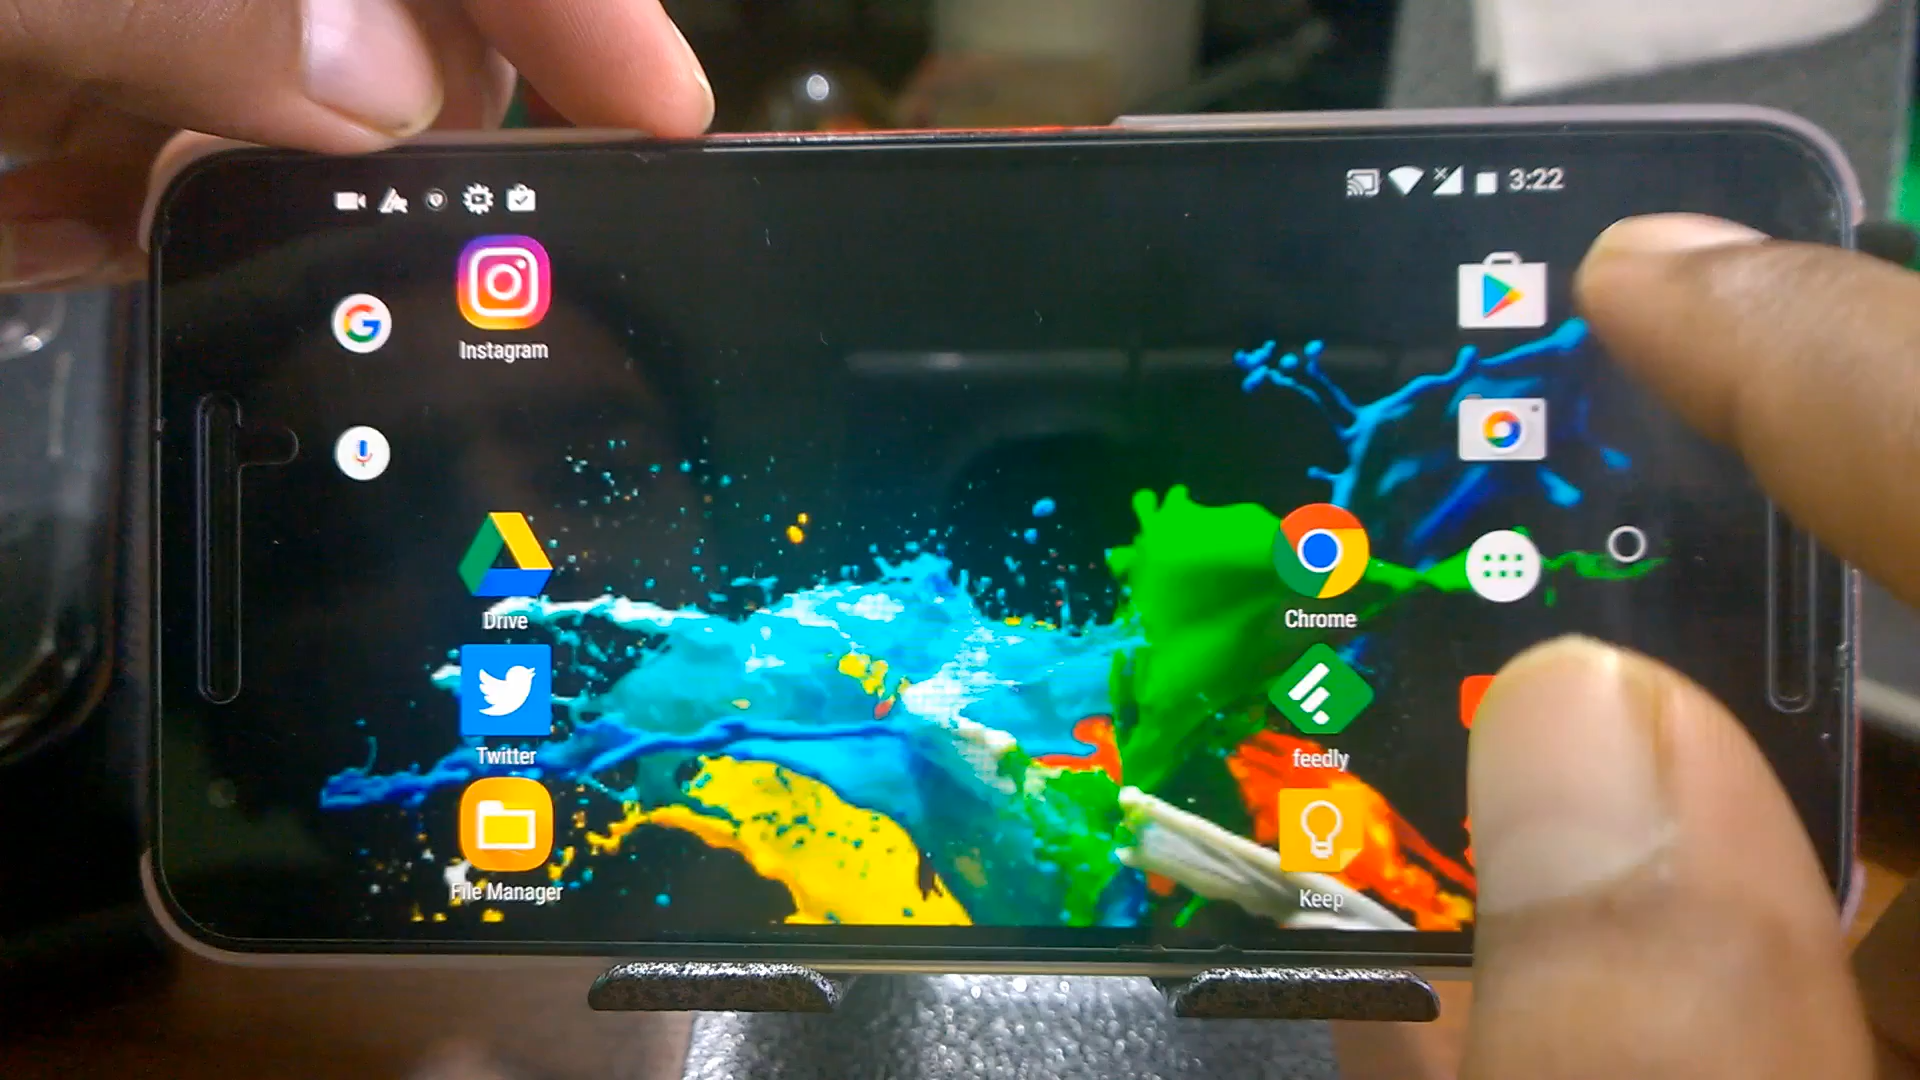 3:22
Instagram
Drive
Chrome
Twitter
feedly
File Manager
Keep